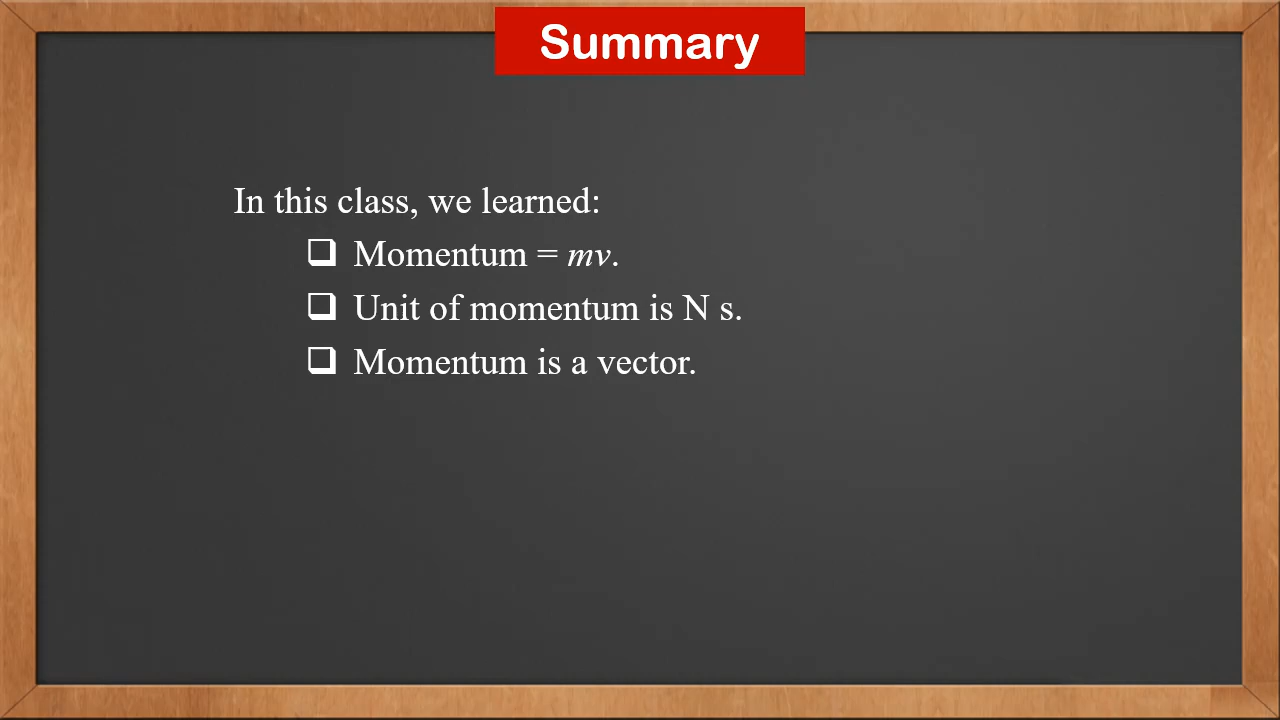 Summary
In this class, we learned:
❑ Momentum = mv.
❑ Unit of momentum is N s.
❑ Momentum is a vector.